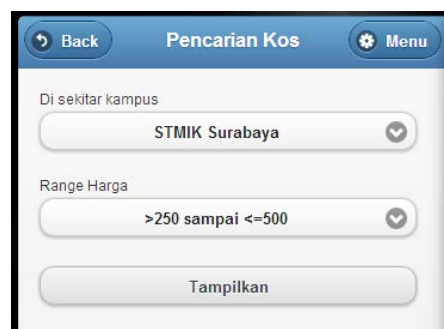 Back Pencarian Kos Menu
Di sekitar kampus
STMIK Surabaya
Range Harga
>250 sampai <=500
Tampilkan